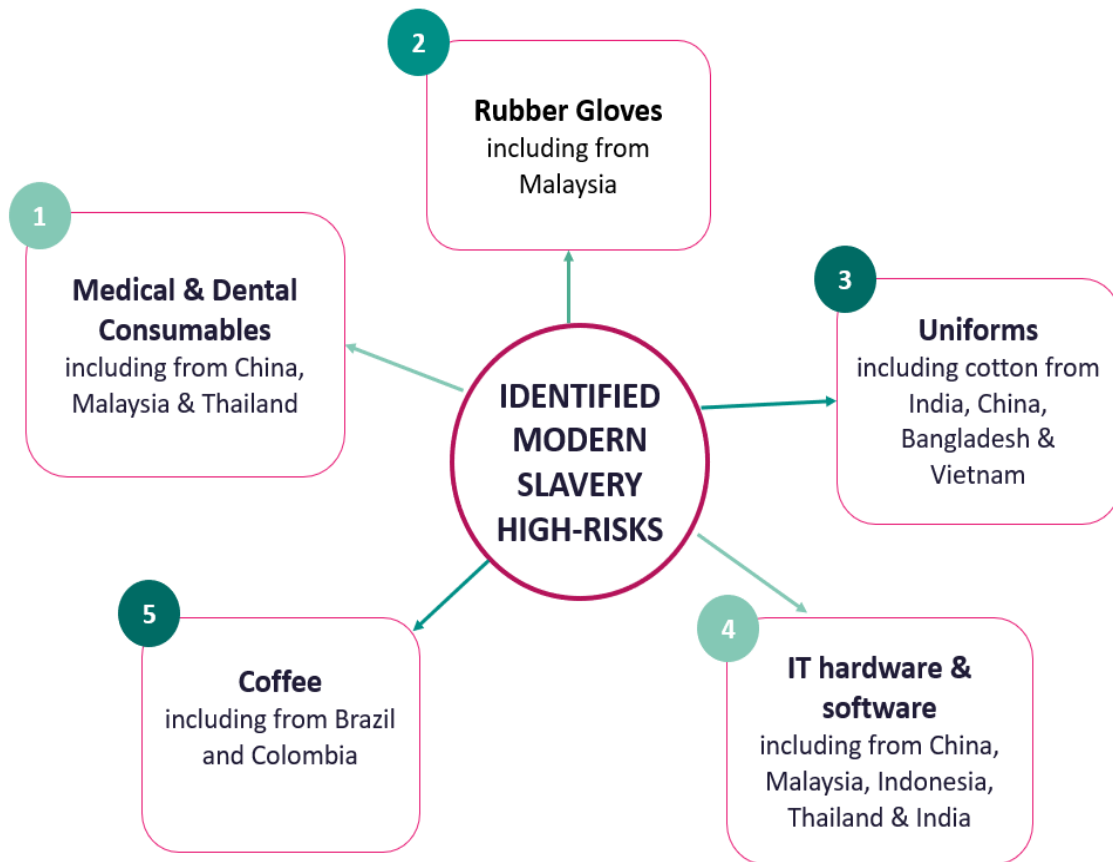 IDENTIFIED
MODERN
SLAVERY
HIGH-RISKS
1
Medical & Dental
Consumables
including from China,
Malaysia & Thailand
2
Rubber Gloves
including from
Malaysia
3
Uniforms
including cotton from
India, China,
Bangladesh &
Vietnam
4
IT hardware &
software
including from China,
Malaysia, Indonesia,
Thailand & India
5
Coffee
including from Brazil
and Colombia